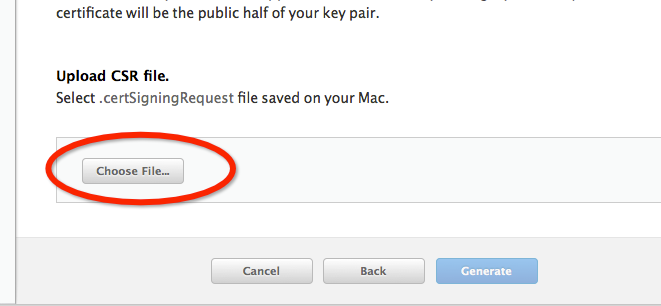 certificate will be the public half of your key pair.
Upload CSR file.
Select .certSigningRequest file saved on your Mac.
Choose File...
Cancel
Back
Generate